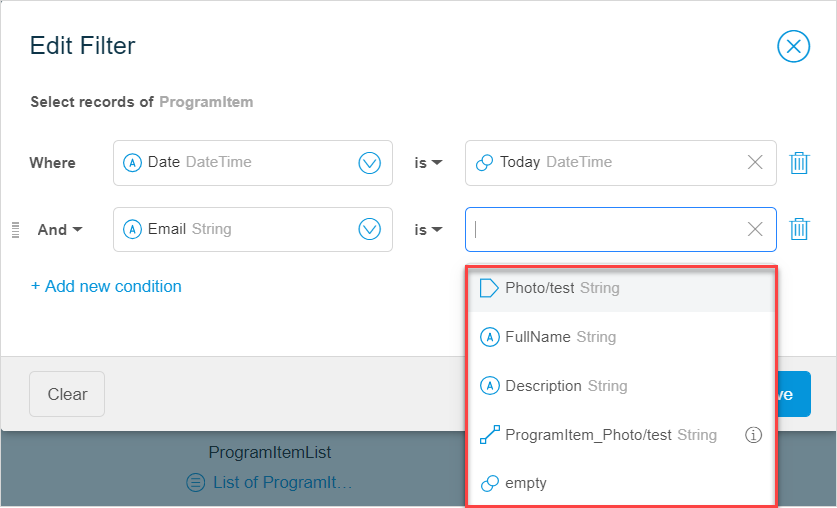 Edit Filter
Select records of ProgramItem
Where A Date DateTime is Today DateTime
And A Email String is
+ Add new condition
Photo/test String
A FullName String
A Description String
ProgramItem_Photo/test String i
empty
Clear ve
ProgramItemList
List of ProgramIt...